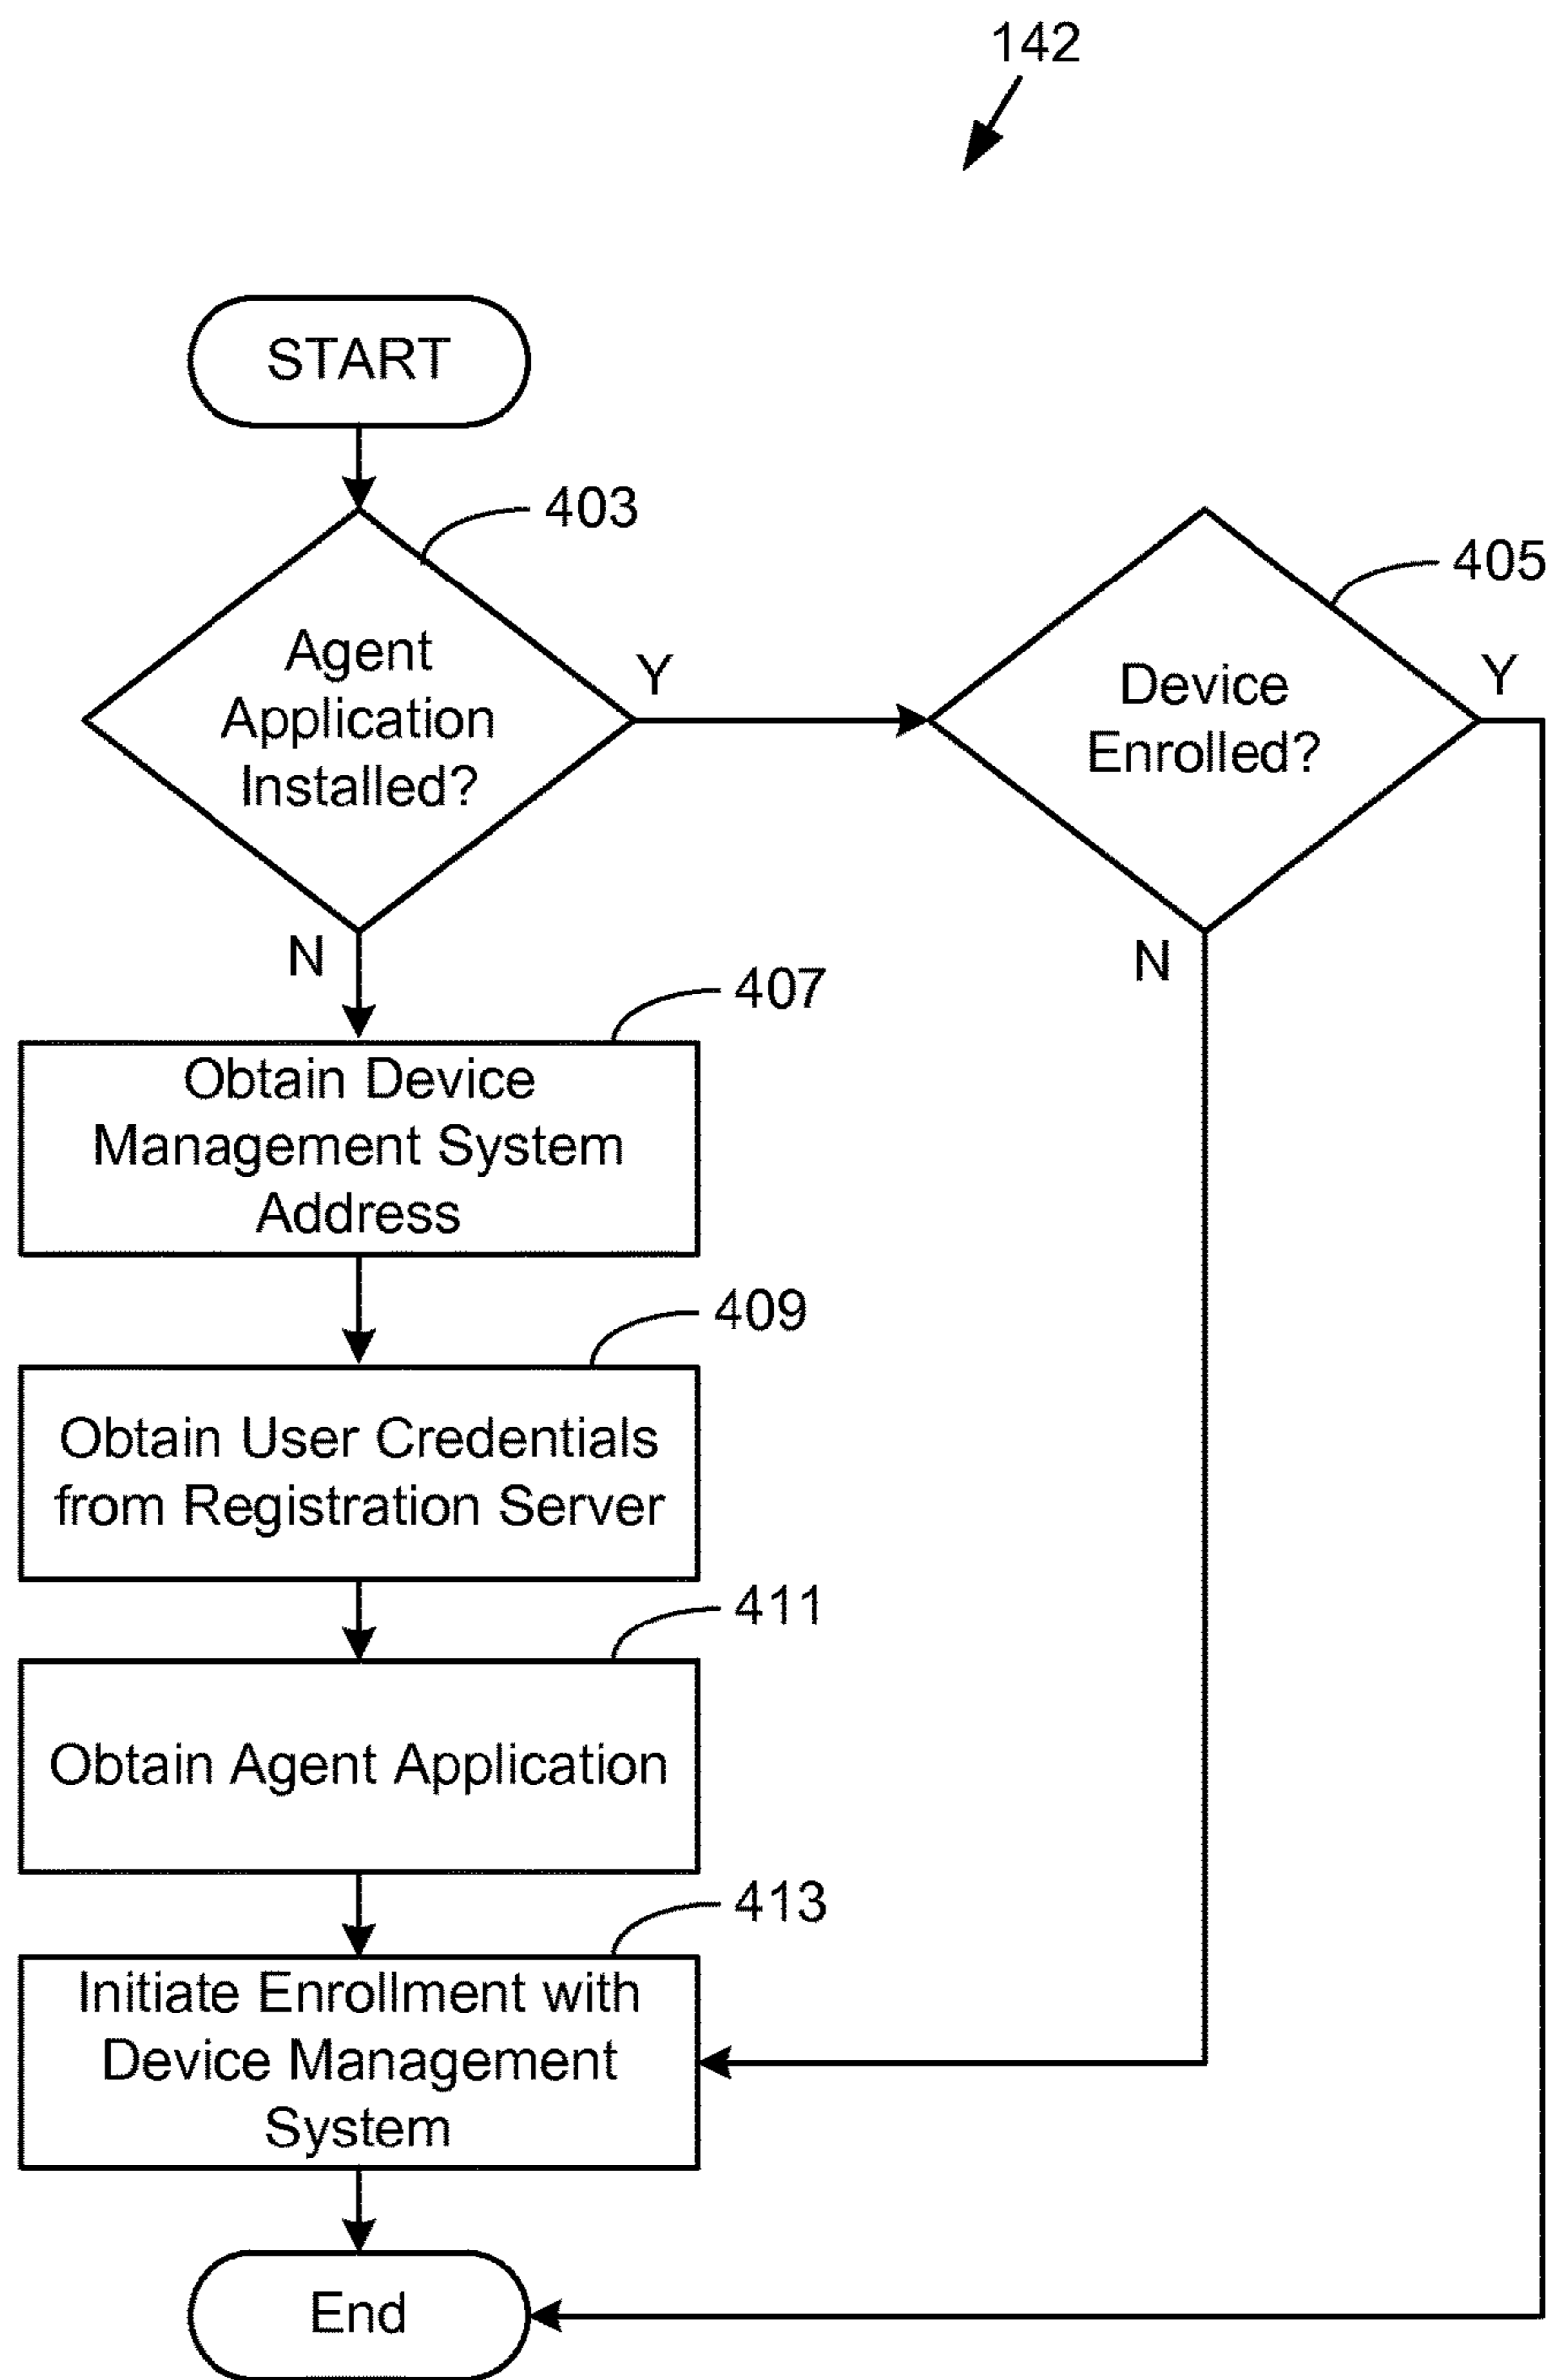 142
START
403
Agent
Application
Installed?
Y
405
Device
Enrolled?
Y
N
N
407
Obtain Device
Management System
Address
409
Obtain User Credentials
from Registration Server
411
Obtain Agent Application
413
Initiate Enrollment with
Device Management
System
End